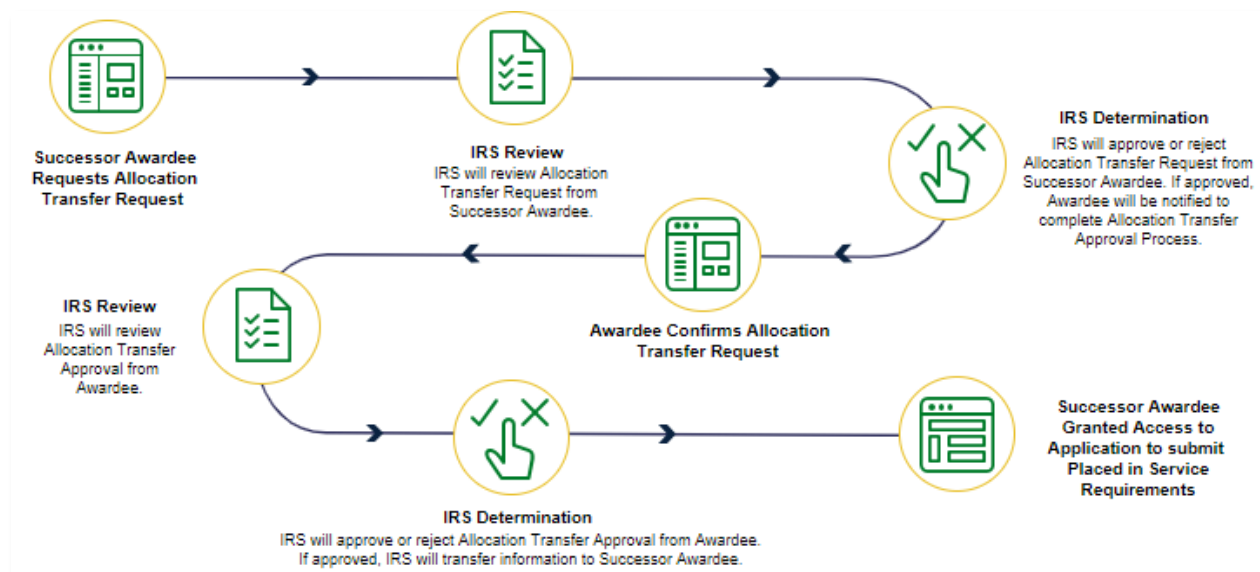 Successor Awardee
Requests Allocation
Transfer Request
IRS Review
IRS will review Allocation
Transfer Request from
Successor Awardee.
IRS Determination
IRS will approve or reject
Allocation Transfer Request from
Successor Awardee. If approved,
Awardee will be notified to
complete Allocation Transfer
Approval Process.
Awardee Confirms Allocation
Transfer Request
IRS Review
IRS will review
Allocation Transfer
Approval from
Awardee.
IRS Determination
IRS will approve or reject Allocation Transfer Approval from Awardee.
If approved, IRS will transfer information to Successor Awardee.
Successor Awardee
Granted Access to
Application to submit
Placed in Service
Requirements